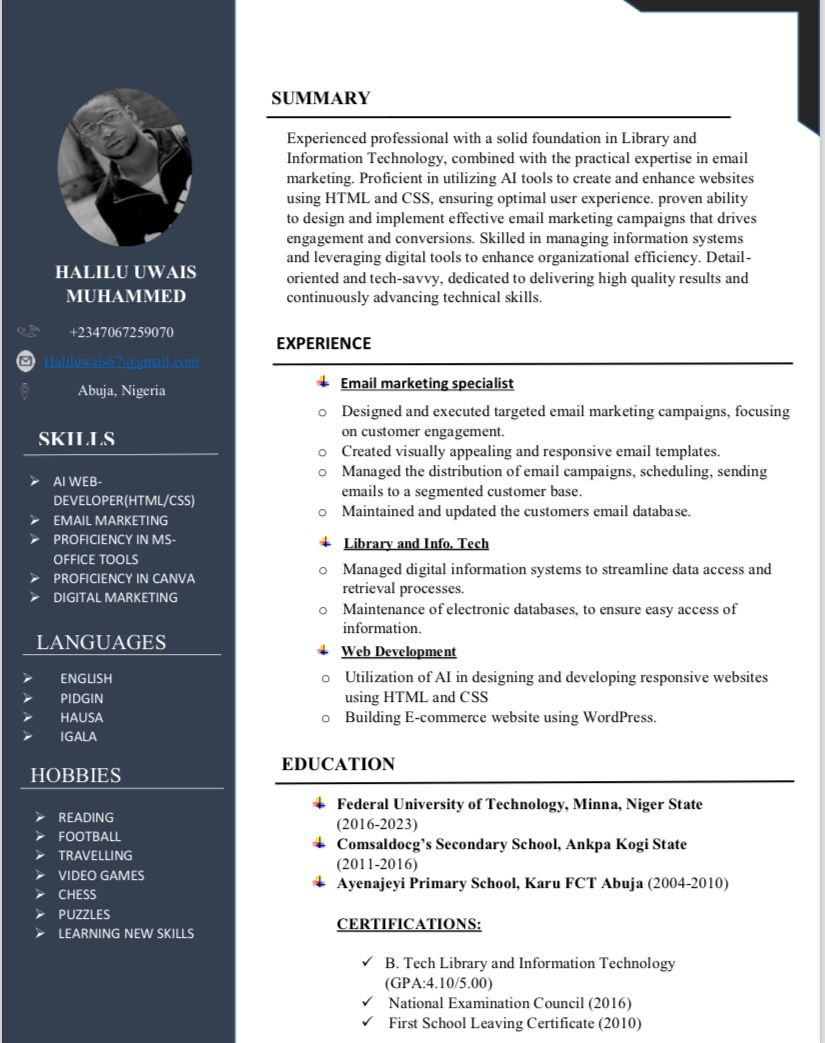 HALILU UWAIS
MUHAMMED
+2347067259070
Haliluwais67@gmail.com
Abuja, Nigeria
SKILLS
AI WEB-
DEVELOPER(HTML/CSS)
EMAIL MARKETING
PROFICIENCY IN MS-
OFFICE TOOLS
PROFICIENCY IN CANVA
DIGITAL MARKETING
LANGUAGES
ENGLISH
PIDGIN
HAUSA
IGALA
HOBBIES
READING
FOOTBALL
TRAVELLING
VIDEO GAMES
CHESS
PUZZLES
LEARNING NEW SKILLS
SUMMARY
Experienced professional with a solid foundation in Library and
Information Technology, combined with the practical expertise in email
marketing. Proficient in utilizing AI tools to create and enhance websites
using HTML and CSS, ensuring optimal user experience. proven ability
to design and implement effective email marketing campaigns that drives
engagement and conversions. Skilled in managing information systems
and leveraging digital tools to enhance organizational efficiency. Detail-
oriented and tech-savvy, dedicated to delivering high quality results and
continuously advancing technical skills.
EXPERIENCE
Email marketing specialist
o Designed and executed targeted email marketing campaigns, focusing
on customer engagement.
o Created visually appealing and responsive email templates.
o Managed the distribution of email campaigns, scheduling, sending
emails to a segmented customer base.
o Maintained and updated the customers email database.
Library and Info. Tech
o Managed digital information systems to streamline data access and
retrieval processes.
o Maintenance of electronic databases, to ensure easy access of
information.
Web Development
o Utilization of AI in designing and developing responsive websites
using HTML and CSS
o Building E-commerce website using WordPress.
EDUCATION
Federal University of Technology, Minna, Niger State
(2016-2023)
Comsaldocg’s Secondary School, Ankpa Kogi State
(2011-2016)
Ayenajeyi Primary School, Karu FCT Abuja (2004-2010)
CERTIFICATIONS:
✓ B. Tech Library and Information Technology
(GPA:4.10/5.00)
✓ National Examination Council (2016)
✓ First School Leaving Certificate (2010)